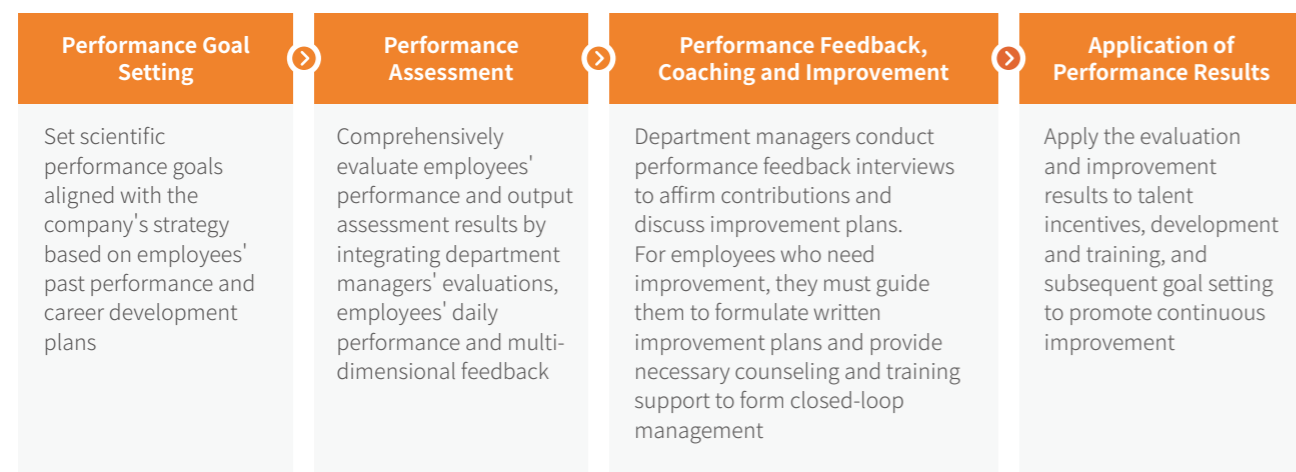 Performance Goal
Setting
Set scientific
performance goals
aligned with the
company's strategy
based on employees'
past performance and
career development
plans
Performance
Assessment
Comprehensively
evaluate employees'
performance and output
assessment results by
integrating department
managers' evaluations,
employees' daily
performance and multi-
dimensional feedback
Performance Feedback,
Coaching and Improvement
Department managers conduct
performance feedback interviews
to affirm contributions and
discuss improvement plans.
For employees who need
improvement, they must guide
them to formulate written
improvement plans and provide
necessary counseling and training
support to form closed-loop
management
Application of
Performance Results
Apply the evaluation
and improvement
results to talent
incentives, development
and training, and
subsequent goal setting
to promote continuous
improvement